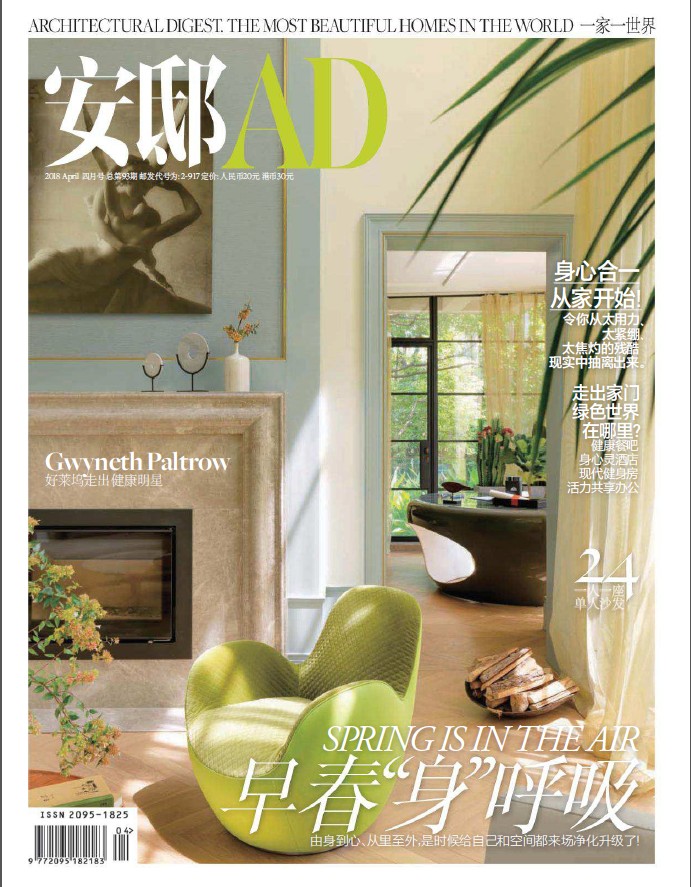 ARCHITECTURAL DIGEST. THE MOST BEAUTIFUL HOMES IN THE WORLD 一家一世界
安邸AD
2018 April 四月号 总第93期 邮发代号为: 2-917 定价: 人民币20元 港币30元
身心合一
从家开始!
令你从太用力、
太紧绷、
太焦灼的残酷
现实中抽离出来。
走出家门
绿色世界
在哪里?
健康餐吧
身心灵酒店
现代健身房
活力共享办公
Gwyneth Paltrow
好莱坞走出健康明星
24
一人一座
单人沙发
SPRING IS IN THE AIR
早春“身”呼吸
由身到心、从里至外,是时候给自己和空间都来场净化升级了!
ISSN 2095-1825
04>
9 772095 182183